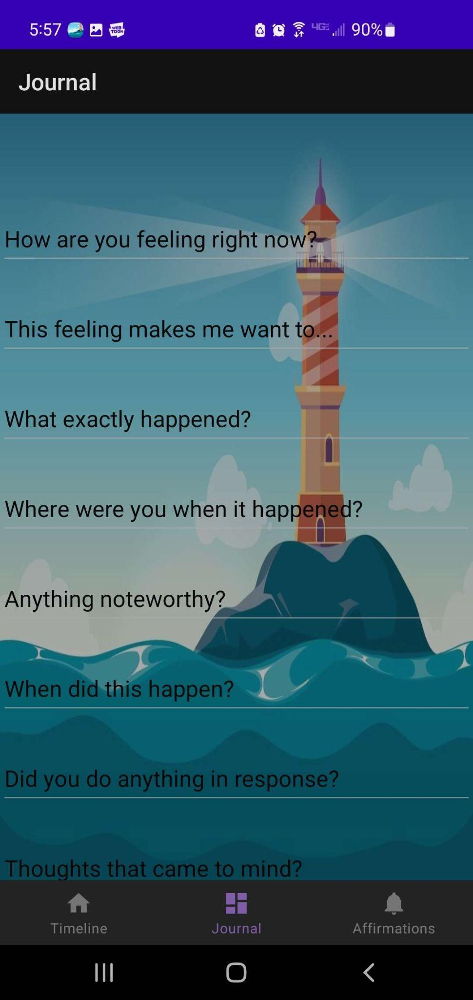 5:57
WEB
TOON
4GE
90%
Journal
How are you feeling right now?
This feeling makes me want to...
What exactly happened?
Where were you when it happened?
Anything noteworthy?
When did this happen?
Did you do anything in response?
Thoughts that came to mind?
Timeline
Journal
Affirmations